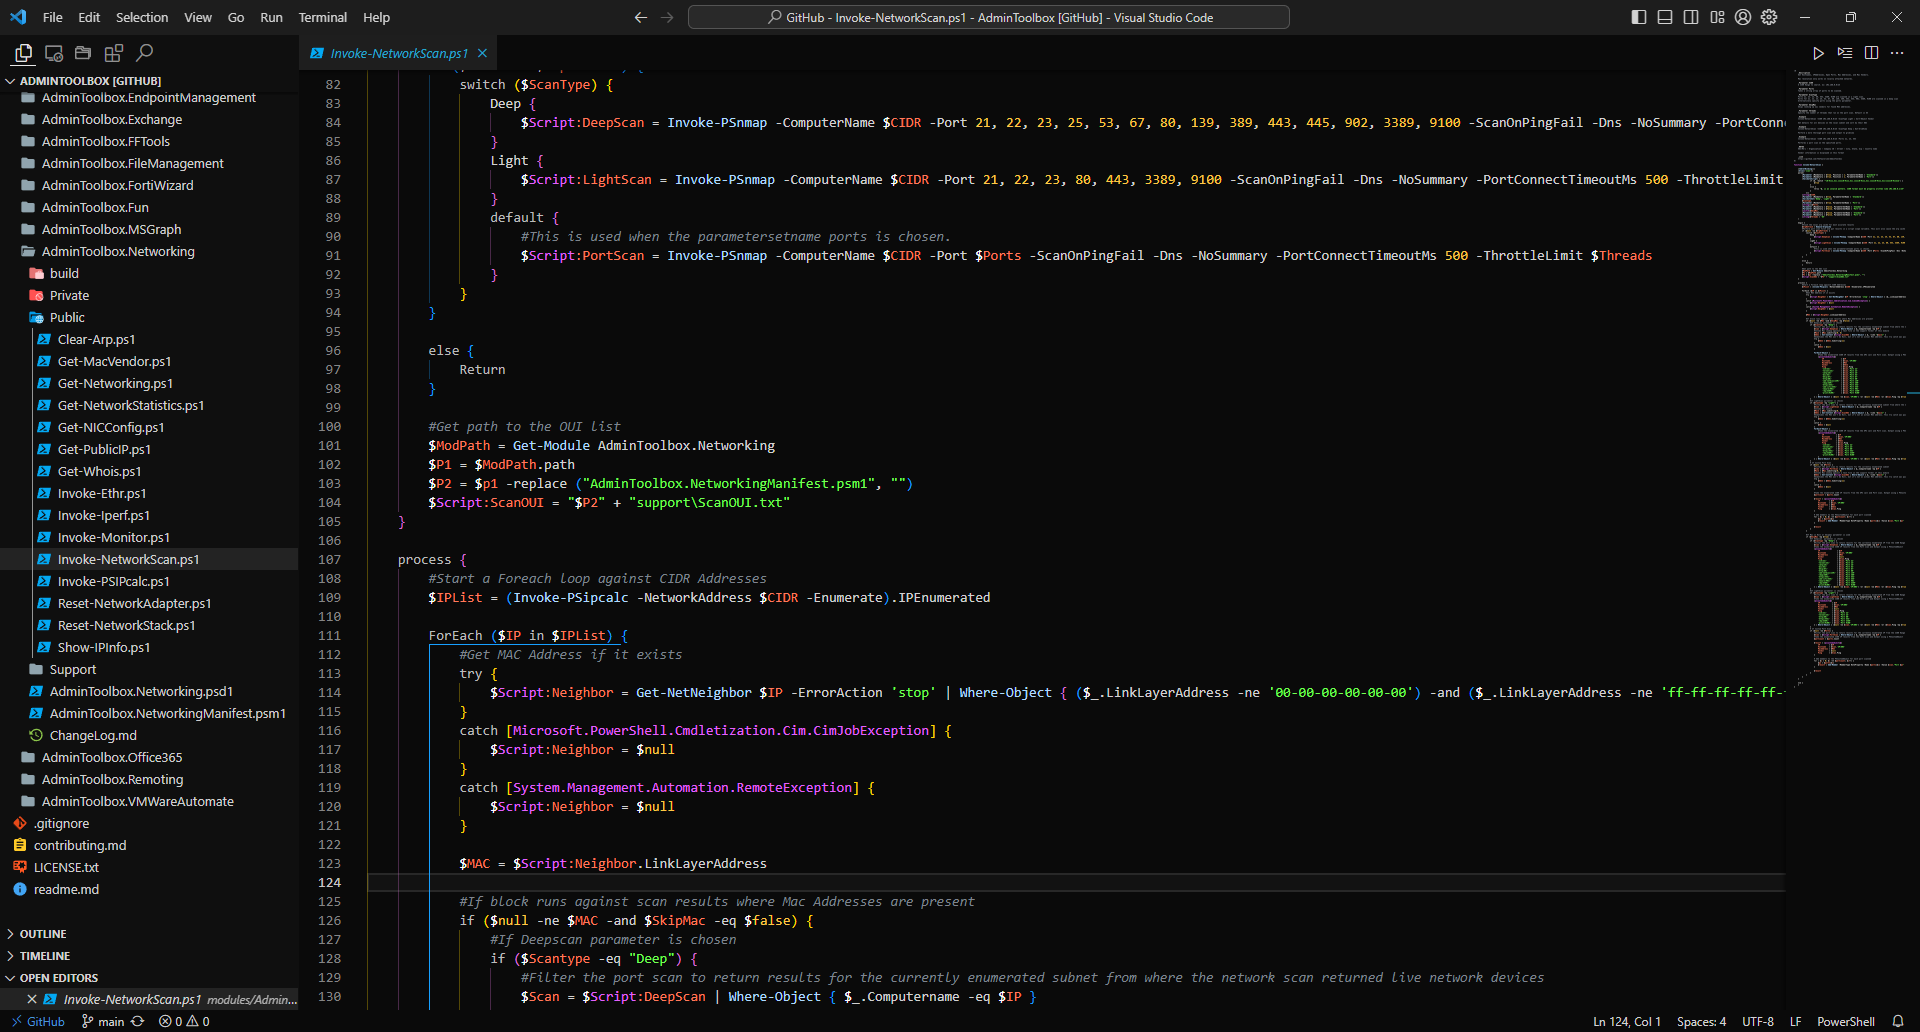 File Edit Selection View Go Run Terminal Help
GitHub - Invoke-NetworkScan.ps1 - AdminToolbox [GitHub] - Visual Studio Code
ADMINTOOLBOX [GITHUB]
AdminToolbox.EndpointManagement
AdminToolbox.Exchange
AdminToolbox.FFTools
AdminToolbox.FileManagement
AdminToolbox.FortiWizard
AdminToolbox.Fun
AdminToolbox.MSGraph
AdminToolbox.Networking
build
Private
Public
Clear-Arp.ps1
Get-MacVendor.ps1
Get-Networking.ps1
Get-NetworkStatistics.ps1
Get-NICConfig.ps1
Get-PublicIP.ps1
Get-Whois.ps1
Invoke-Ethr.ps1
Invoke-Iperf.ps1
Invoke-Monitor.ps1
Invoke-NetworkScan.ps1
Invoke-PSIPcalc.ps1
Reset-NetworkAdapter.ps1
Reset-NetworkStack.ps1
Show-IPInfo.ps1
Support
AdminToolbox.Networking.psd1
AdminToolbox.NetworkingManifest.psm1
ChangeLog.md
AdminToolbox.Office365
AdminToolbox.Remoting
AdminToolbox.VMWareAutomate
.gitignore
contributing.md
LICENSE.txt
readme.md
OUTLINE
TIMELINE
OPEN EDITORS
Invoke-NetworkScan.ps1 modules/Admin...
Invoke-NetworkScan.ps1
82 switch ($ScanType) {
83 Deep {
84 $Script:DeepScan = Invoke-PSnmap -ComputerName $CIDR -Port 21, 22, 23, 25, 53, 67, 80, 139, 389, 443, 445, 902, 3389, 9100 -ScanOnPingFail -Dns -NoSummary -PortConne
85 }
86 Light {
87 $Script:LightScan = Invoke-PSnmap -ComputerName $CIDR -Port 21, 22, 23, 80, 443, 3389, 9100 -ScanOnPingFail -Dns -NoSummary -PortConnectTimeoutMs 500 -ThrottleLimit
88 }
89 default {
90 #This is used when the parametersetname ports is chosen.
91 $Script:PortScan = Invoke-PSnmap -ComputerName $CIDR -Port $Ports -ScanOnPingFail -Dns -NoSummary -PortConnectTimeoutMs 500 -ThrottleLimit $Threads
92 }
93 }
94 }
95
96 else {
97 Return
98 }
99
100 #Get path to the OUI list
101 $ModPath = Get-Module AdminToolbox.Networking
102 $P1 = $ModPath.path
103 $P2 = $p1 -replace ("AdminToolbox.NetworkingManifest.psm1", "")
104 $Script:ScanOUI = "$P2" + "support\ScanOUI.txt"
105 }
106
107 process {
108 #Start a Foreach loop against CIDR Addresses
109 $IPList = (Invoke-PSipcalc -NetworkAddress $CIDR -Enumerate).IPEnumerated
110
111 ForEach ($IP in $IPList) {
112 #Get MAC Address if it exists
113 try {
114 $Script:Neighbor = Get-NetNeighbor $IP -ErrorAction 'stop' | Where-Object { ($_.LinkLayerAddress -ne '00-00-00-00-00-00') -and ($_.LinkLayerAddress -ne 'ff-ff-ff-ff-ff-
115 }
116 catch [Microsoft.PowerShell.Cmdletization.Cim.CimJobException] {
117 $Script:Neighbor = $null
118 }
119 catch [System.Management.Automation.RemoteException] {
120 $Script:Neighbor = $null
121 }
122
123 $MAC = $Script:Neighbor.LinkLayerAddress
124
125 #If block runs against scan results where Mac Addresses are present
126 if ($null -ne $MAC -and $SkipMac -eq $false) {
127 #If Deepscan parameter is chosen
128 if ($Scantype -eq "Deep") {
129 #Filter the port scan to return results for the currently enumerated subnet from where the network scan returned live network devices
130 $Scan = $Script:DeepScan | Where-Object { $_.Computername -eq $IP }
GitHub main 0 0 Ln 124, Col 1 Spaces: 4 UTF-8 LF PowerShell